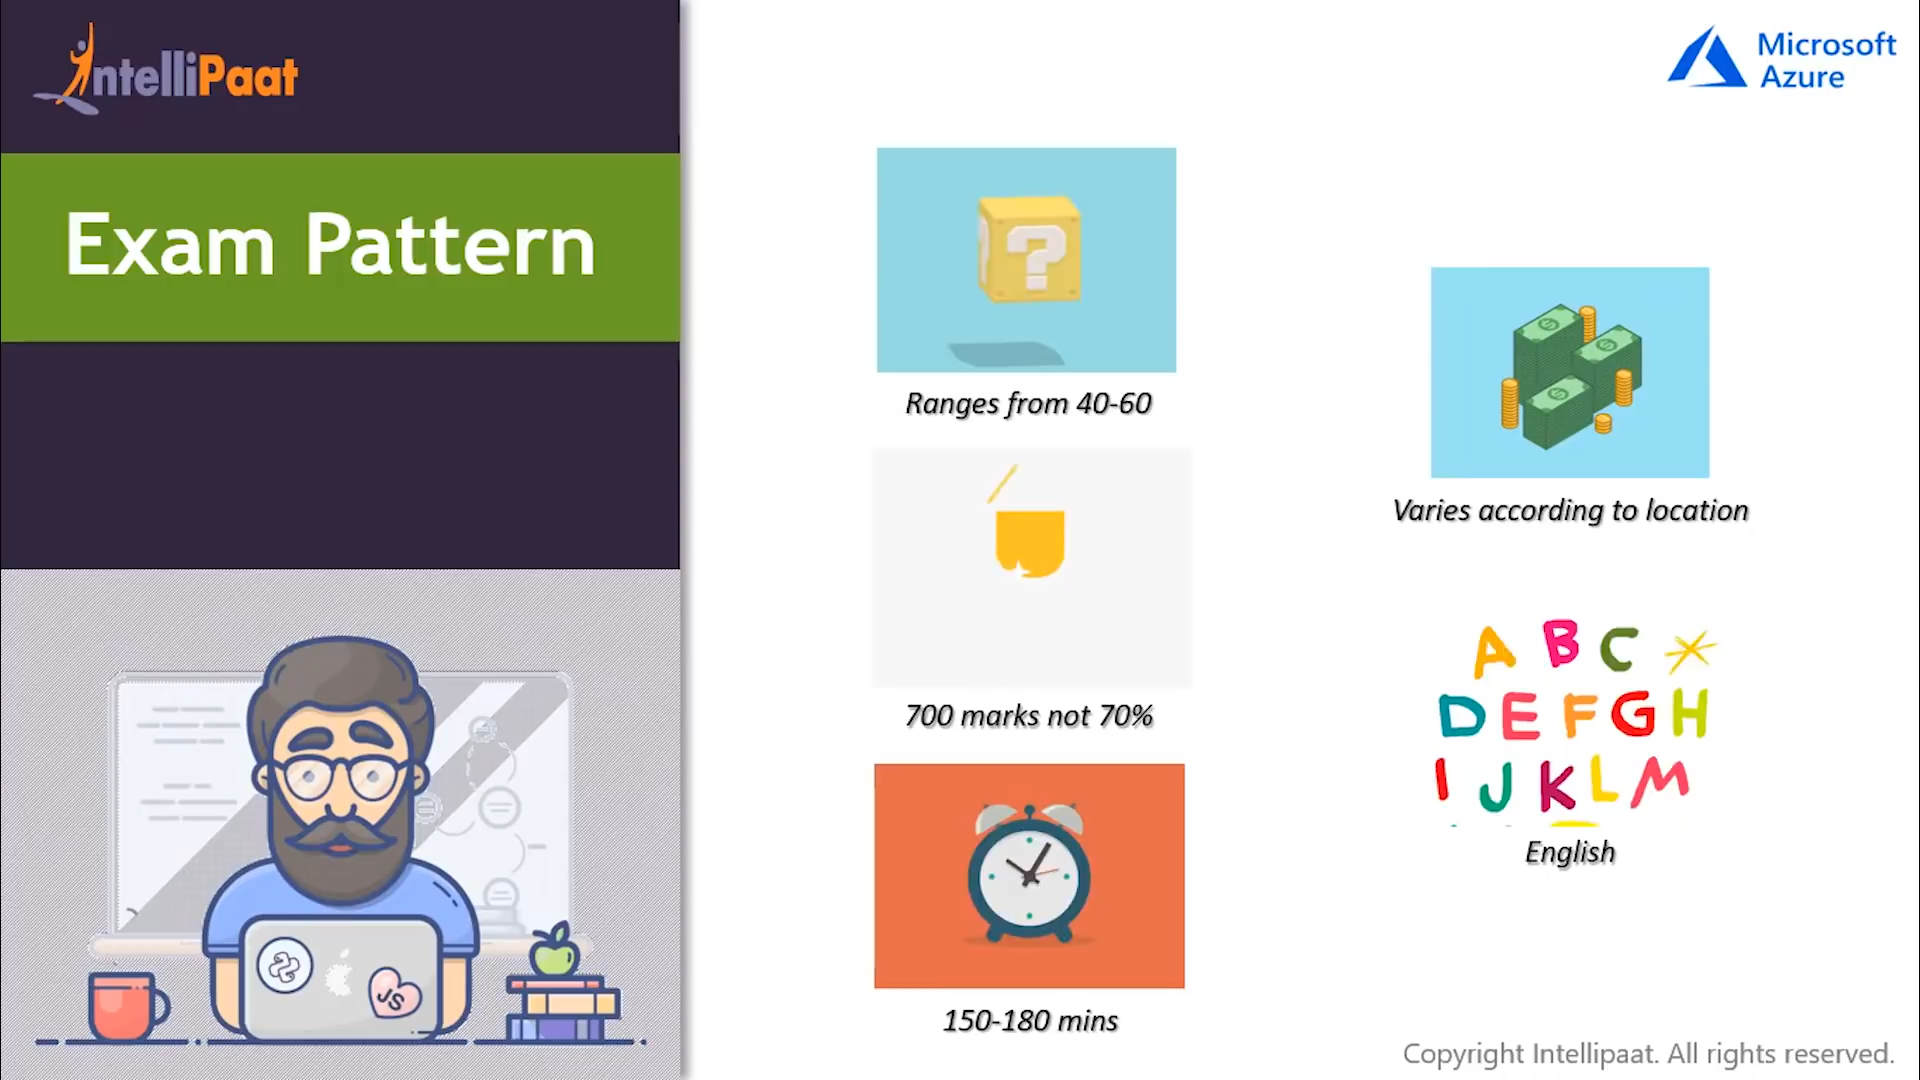 IntelliPaat
Exam Pattern
Microsoft
Azure
?
Ranges from 40-60
700 marks not 70%
150-180 mins
Varies according to location
A B C
D E F G H
I J K L M
English
JS
Copyright Intellipaat. All rights reserved.